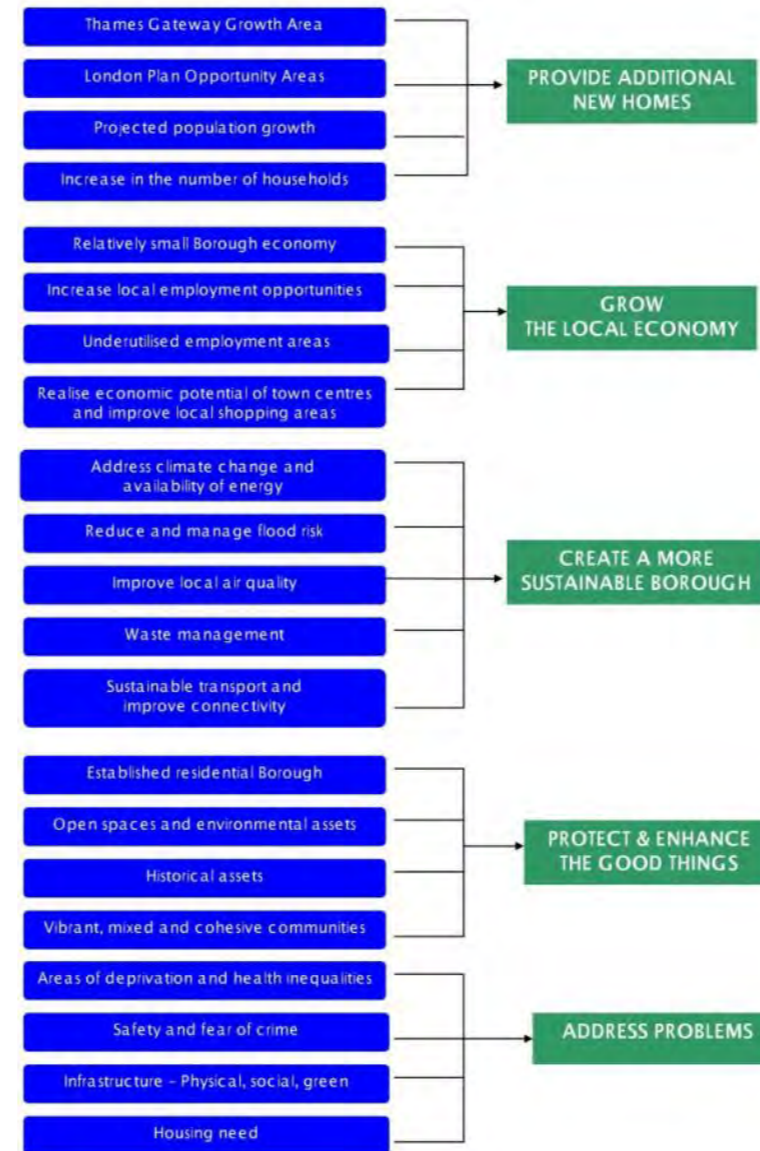 Thames Gateway Growth Area
London Plan Opportunity Areas
Projected population growth
Increase in the number of households
PROVIDE ADDITIONAL
NEW HOMES
Relatively small Borough economy
Increase local employment opportunities
Underutilised employment areas
Realise economic potential of town centres
and improve local shopping areas
GROW
THE LOCAL ECONOMY
Address climate change and
availability of energy
Reduce and manage flood risk
Improve local air quality
Waste management
Sustainable transport and
improve connectivity
CREATE A MORE
SUSTAINABLE BOROUGH
Established residential Borough
Open spaces and environmental assets
Historical assets
Vibrant, mixed and cohesive communities
PROTECT & ENHANCE
THE GOOD THINGS
Areas of deprivation and health inequalities
Safety and fear of crime
Infrastructure – Physical, social, green
Housing need
ADDRESS PROBLEMS